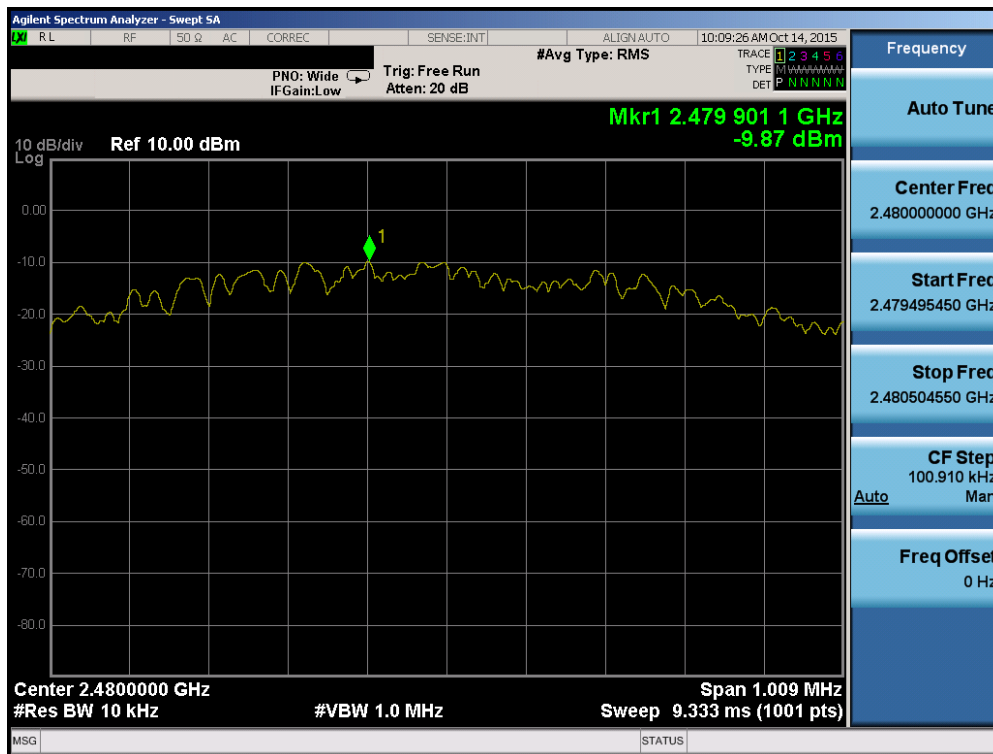 Agilent Spectrum Analyzer - Swept SA
LXI RL RF 50 Ω AC CORREC SENSE:INT ALIGN AUTO 10:09:26 AM Oct 14, 2015
#Avg Type: RMS
TRACE 1 2 3 4 5 6
PNO: Wide Trig: Free Run
TYPE M WWWWW
IFGain:Low Atten: 20 dB
DET P N N N N N
Mkr1 2.479 901 1 GHz
-9.87 dBm
10 dB/div Ref 10.00 dBm
Log
1
0.00
-10.0
-20.0
-30.0
-40.0
-50.0
-60.0
-70.0
-80.0
Center 2.4800000 GHz Span 1.009 MHz
#Res BW 10 kHz #VBW 1.0 MHz Sweep 9.333 ms (1001 pts)
MSG STATUS
Frequency
Auto Tune
Center Freq
2.480000000 GHz
Start Freq
2.479495450 GHz
Stop Freq
2.480504550 GHz
CF Step
100.910 kHz
Auto Man
Freq Offset
0 Hz